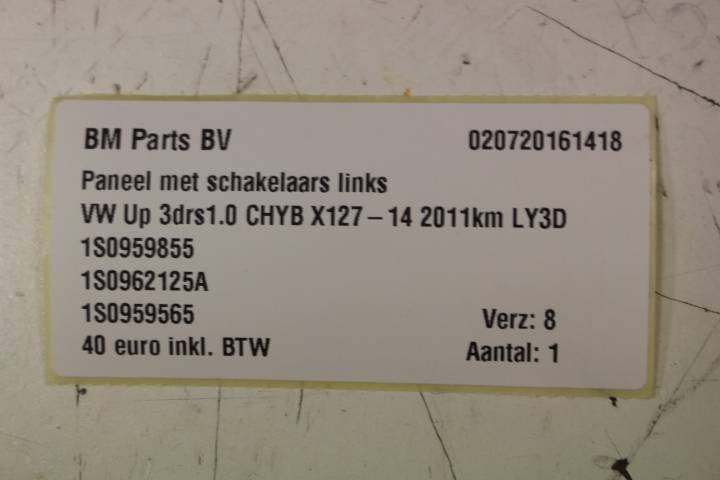 BM Parts BV 020720161418
Paneel met schakelaars links
VW Up 3drs1.0 CHYB X127-14 2011km LY3D
1S0959855
1S0962125A
1S0959565 Verz: 8
40 euro inkl. BTW Aantal: 1